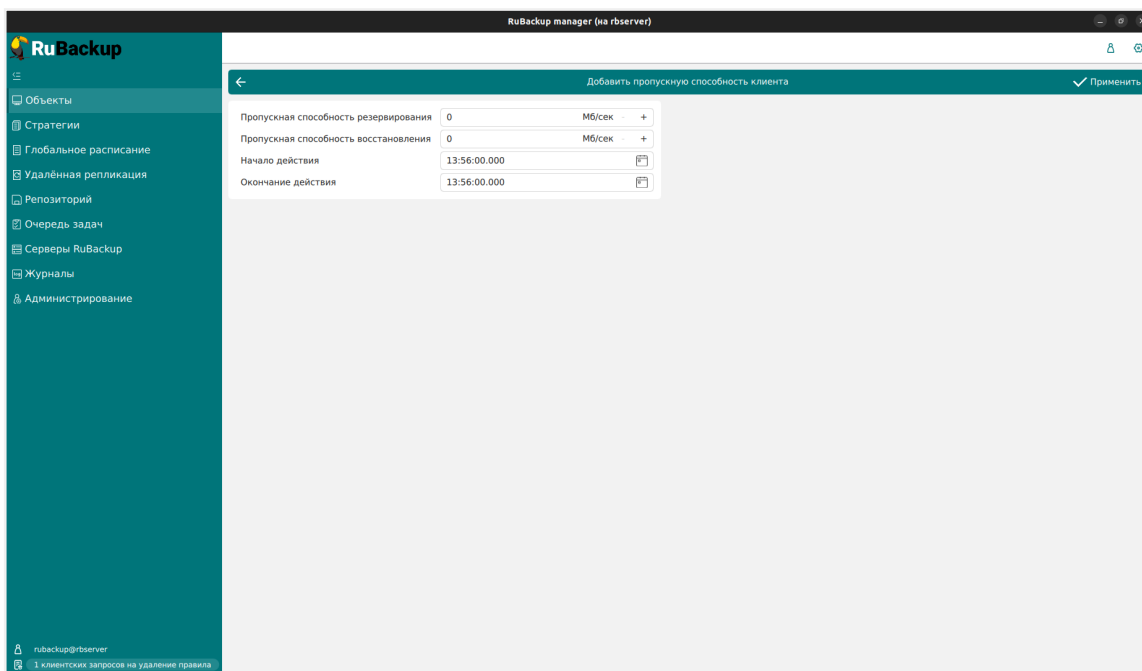 RuBackup manager (на rbserver)
RuBackup
Объекты
Стратегии
Глобальное расписание
Удалённая репликация
Репозиторий
Очередь задач
Серверы RuBackup
Журналы
Администрирование
Добавить пропускную способность клиента
Применить
Пропускная способность резервирования 0 Мб/сек - +
Пропускная способность восстановления 0 Мб/сек - +
Начало действия 13:56:00.000
Окончание действия 13:56:00.000
rubackup@rbserver
1 клиентских запросов на удаление правила